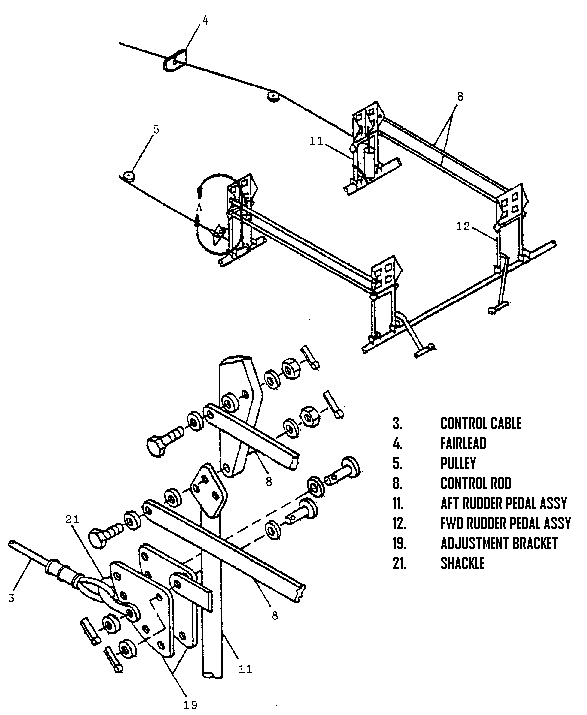 4
5
8
11
A
12
3. CONTROL CABLE
4. FAIRLEAD
5. PULLEY
8. CONTROL ROD
11. AFT RUDDER PEDAL ASSY
12. FWD RUDDER PEDAL ASSY
19. ADJUSTMENT BRACKET
21. SHACKLE
8
21
3
8
11
19